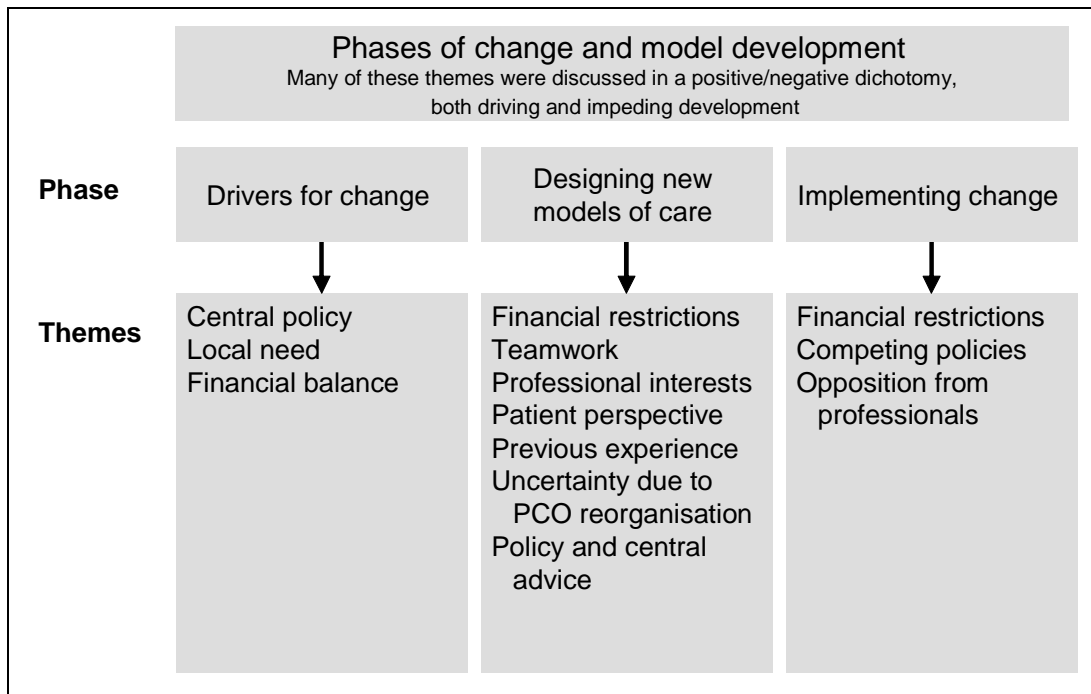 Phases of change and model development
Many of these themes were discussed in a positive/negative dichotomy,
both driving and impeding development
Phase
Drivers for change
Designing new
models of care
Implementing change
Themes
Central policy
Local need
Financial balance
Financial restrictions
Teamwork
Professional interests
Patient perspective
Previous experience
Uncertainty due to
PCO reorganisation
Policy and central
advice
Financial restrictions
Competing policies
Opposition from
professionals